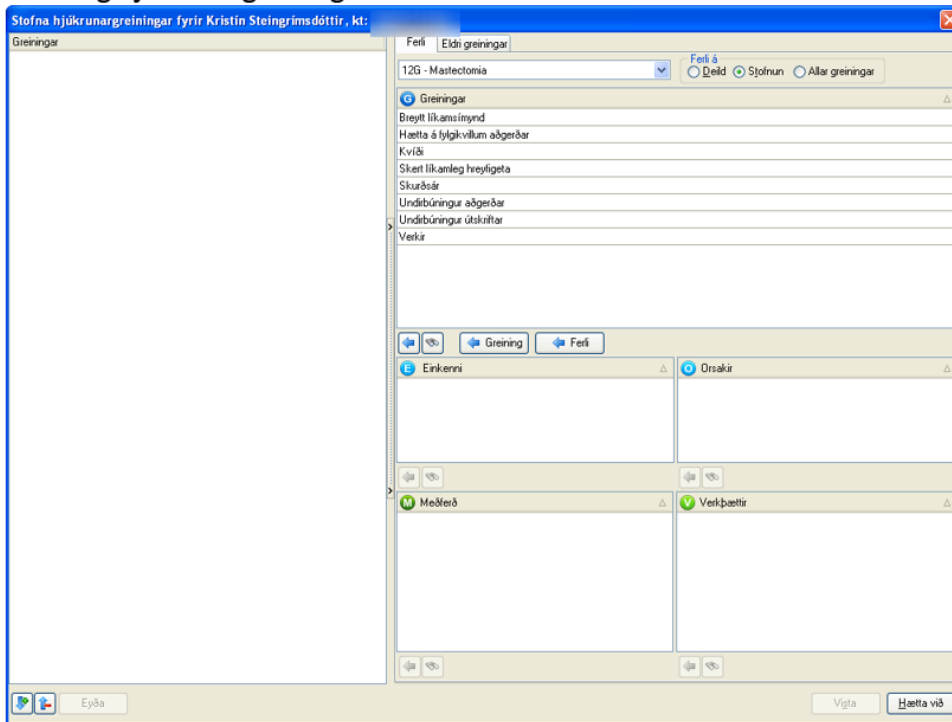 Stofna hjúkrunargreiningar fyrir Kristín Steingrímsdóttir, kt:
Greiningar
Ferli
Eldri greiningar
12G - Mastectomia
Ferli á
Deild
Stofnun
Allar greiningar
G Greiningar
Breytt líkamsímynd
Hætta á fylgikvillum aðgerðar
Kvíði
Skert líkamleg hreyfigeta
Skurðsár
Undirbúningur aðgerðar
Undirbúningur útskriftar
Verkir
Greining
Ferli
E Einkenni
O Orsakir
M Meðferð
V Verkþættir
Eyða
Vista
Hætta við